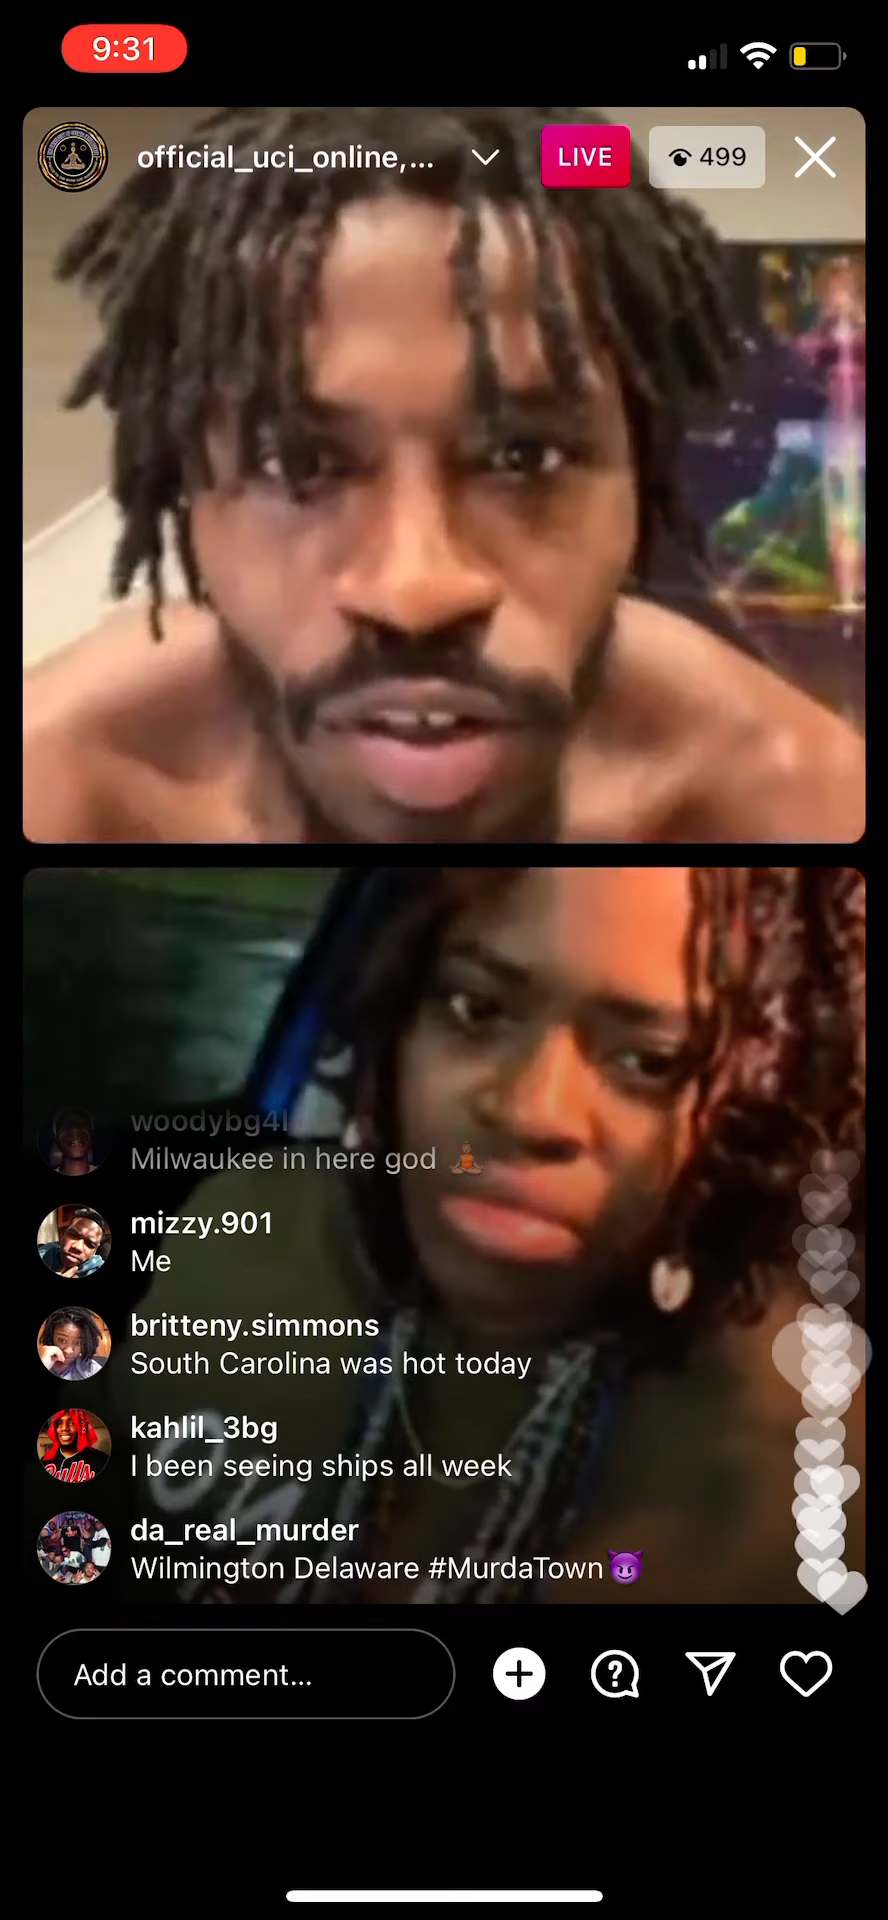 9:31
official_uci_online,...
LIVE
499
woodybg4l
Milwaukee in here god
mizzy.901
Me
britteny.simmons
South Carolina was hot today
kahlil_3bg
I been seeing ships all week
da_real_murder
Wilmington Delaware #MurdaTown😈
Add a comment...